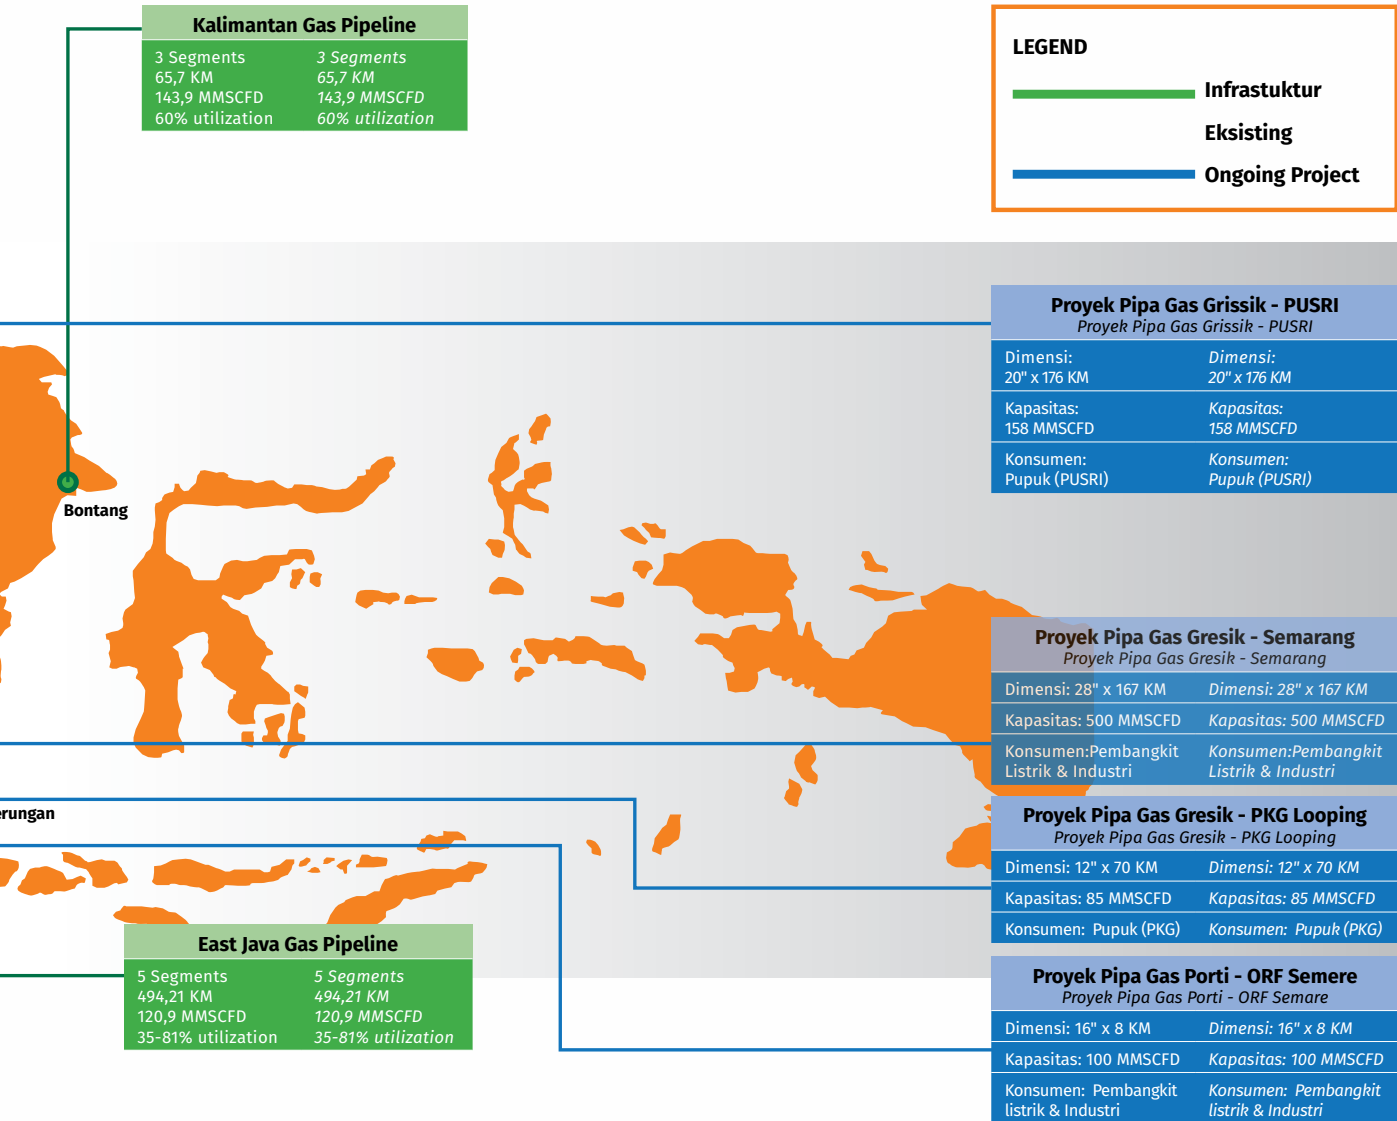 Kalimantan Gas Pipeline
3 Segments
65,7 KM
143,9 MMSCFD
60% utilization
3 Segments
65,7 KM
143,9 MMSCFD
60% utilization
LEGEND
Infrastuktur
Eksisting
Ongoing Project
Proyek Pipa Gas Grissik - PUSRI
Proyek Pipa Gas Grissik - PUSRI
Dimensi:
20" x 176 KM
Dimensi:
20" x 176 KM
Kapasitas:
158 MMSCFD
Kapasitas:
158 MMSCFD
Konsumen:
Pupuk (PUSRI)
Konsumen:
Pupuk (PUSRI)
Bontang
Proyek Pipa Gas Gresik - Semarang
Proyek Pipa Gas Gresik - Semarang
Dimensi: 28" x 167 KM
Dimensi: 28" x 167 KM
Kapasitas: 500 MMSCFD
Kapasitas: 500 MMSCFD
Konsumen:Pembangkit
Listrik & Industri
Konsumen:Pembangkit
Listrik & Industri
erungan
Proyek Pipa Gas Gresik - PKG Looping
Proyek Pipa Gas Gresik - PKG Looping
Dimensi: 12" x 70 KM
Dimensi: 12" x 70 KM
Kapasitas: 85 MMSCFD
Kapasitas: 85 MMSCFD
Konsumen: Pupuk (PKG)
Konsumen: Pupuk (PKG)
East Java Gas Pipeline
5 Segments
494,21 KM
120,9 MMSCFD
35-81% utilization
5 Segments
494,21 KM
120,9 MMSCFD
35-81% utilization
Proyek Pipa Gas Porti - ORF Semere
Proyek Pipa Gas Porti - ORF Semare
Dimensi: 16" x 8 KM
Dimensi: 16" x 8 KM
Kapasitas: 100 MMSCFD
Kapasitas: 100 MMSCFD
Konsumen: Pembangkit
listrik & Industri
Konsumen: Pembangkit
listrik & Industri